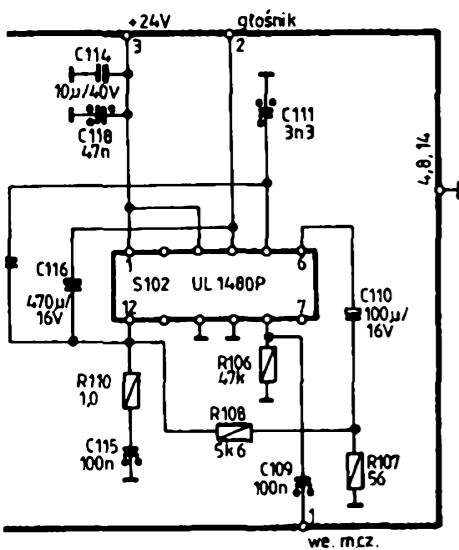 +24V
głośnik
3
2
C114
10µ/40V
C118
47n
C111
3n3
4,8,14
1
6
C116
470µ/
16V
S102 UL 1480P
12
7
C110
100µ/
16V
R110
1,0
R106
47k
R108
5k6
C115
100n
C109
100n
R107
56
1
we. m.cz.